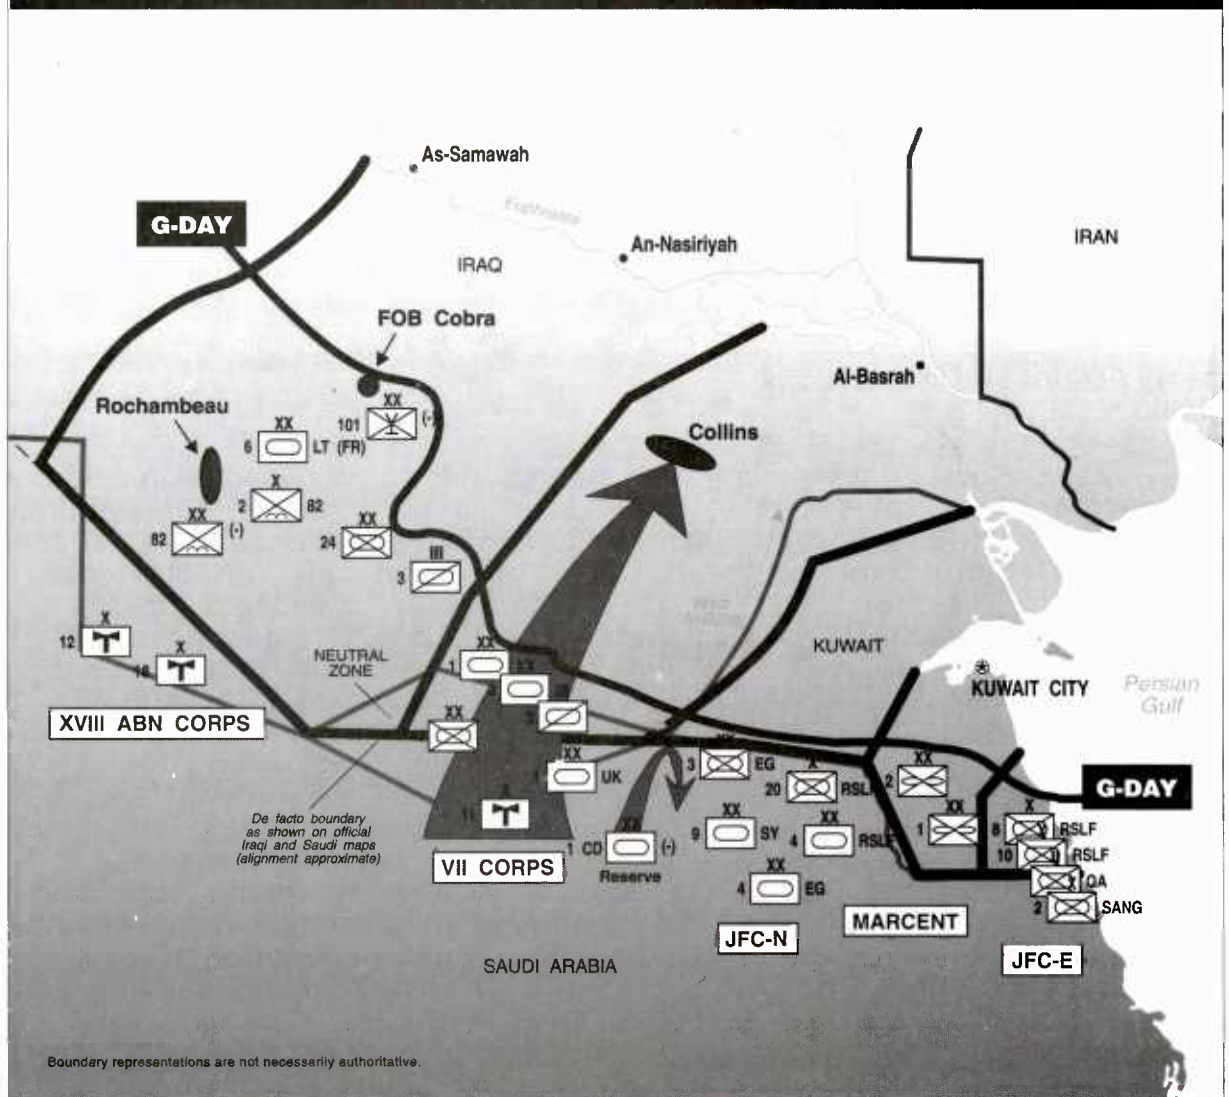 As-Samawah
G-DAY
Euphrates
An-Nasiriyah
IRAN
IRAQ
FOB Cobra
Al-Basrah
Rochambeau
XX
101
(-)
XX
6
LT (FR)
Collins
X
2
82
XX
82
(-)
XX
24
III
3
X
12
X
18
NEUTRAL
ZONE
XX
1
XX
3
KUWAIT
KUWAIT CITY
Persian
Gulf
XVIII ABN CORPS
XX
XX
1
UK
XX
3
EG
X
20
RSLF
XX
2
G-DAY
De facto boundary
as shown on official
Iraqi and Saudi maps
(alignment approximate)
X
11
XX
1 CD
(-)
Reserve
XX
9
SY
XX
4
RSLF
XX
1
X
8
RSLF
10
RSLF
QA
2
SANG
VII CORPS
XX
4
EG
MARCENT
JFC-N
JFC-E
SAUDI ARABIA
Boundary representations are not necessarily authoritative.